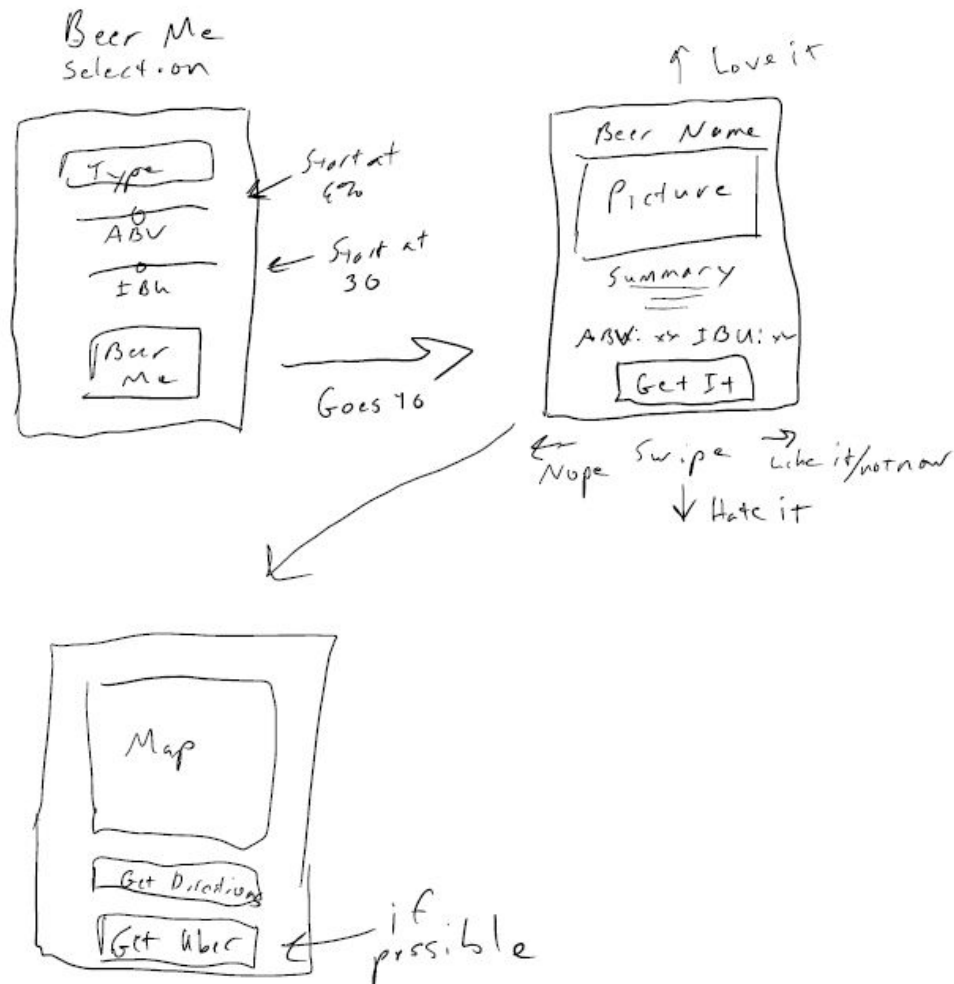 Beer Me
Selection
Type
Start at
6%
ABV
Start at
30
IBU
Beer
Me
Goes to
↑ Love it
Beer Name
Picture
Summary
ABV: xx IBU: xx
Get It
← Nope
Swipe
→ Like it/not now
↓ Hate it
Map
Get Directions
Get Uber
if
possible